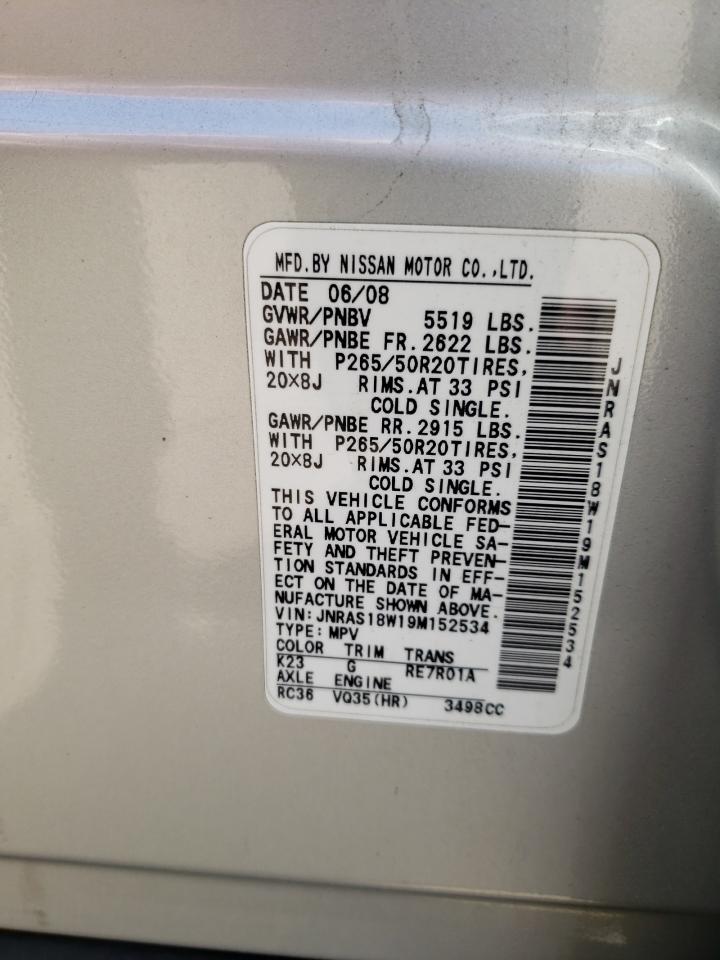 MFD.BY NISSAN MOTOR CO.,LTD.
DATE 06/08
GVWR/PNBV 5519 LBS.
GAWR/PNBE FR.2622 LBS.
WITH P265/50R20TIRES,
20×8J RIMS.AT 33 PSI
COLD SINGLE.
GAWR/PNBE RR.2915 LBS.
WITH P265/50R20TIRES,
20×8J RIMS.AT 33 PSI
COLD SINGLE.
THIS VEHICLE CONFORMS
TO ALL APPLICABLE FED-
ERAL MOTOR VEHICLE SA-
FETY AND THEFT PREVEN-
TION STANDARDS IN EFF-
ECT ON THE DATE OF MA-
NUFACTURE SHOWN ABOVE.
VIN:JNRAS18W19M152534
TYPE:MPV
COLOR TRIM TRANS
K23 G RE7R01A
AXLE ENGINE
RC36 VQ35(HR) 3498CC
JNRAS18W19M152534